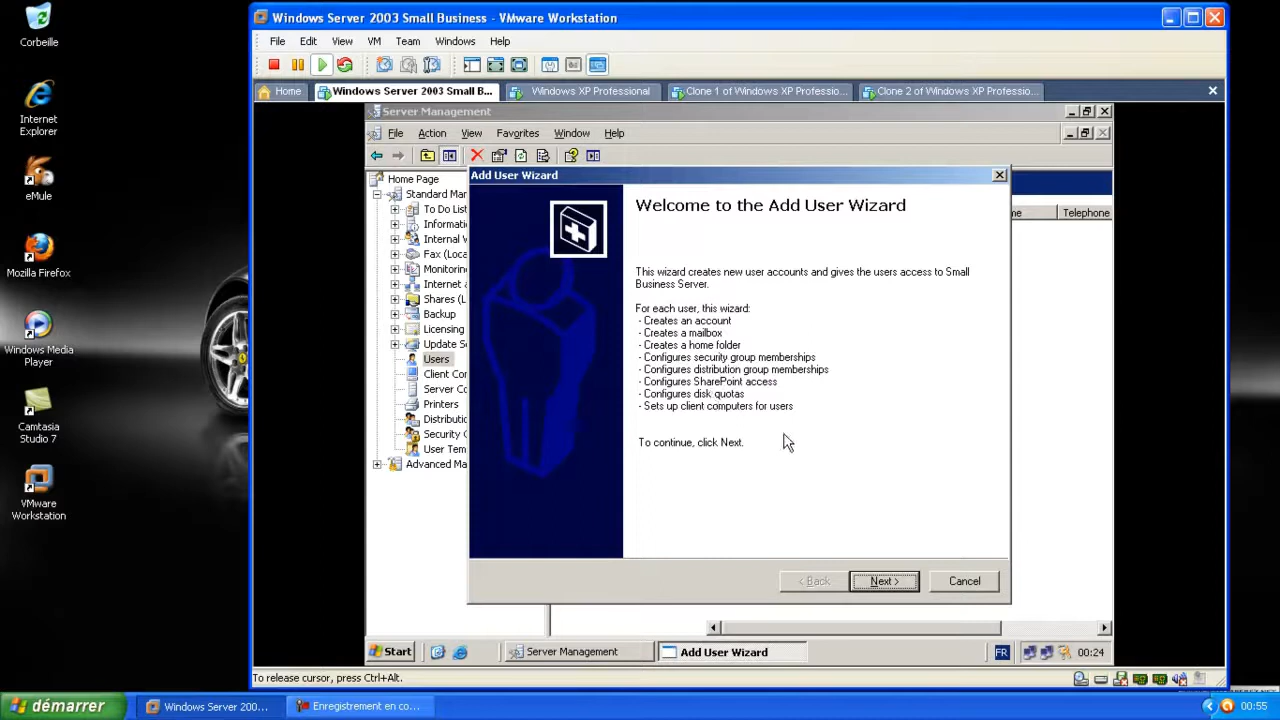 Corbeille
Internet
Explorer
eMule
Mozilla Firefox
Windows Media
Player
Camtasia
Studio 7
VMware
Workstation
Windows Server 2003 Small Business - VMware Workstation
File Edit View VM Team Windows Help
Home Windows Server 2003 Small B... Windows XP Professional Clone 1 of Windows XP Professio... Clone 2 of Windows XP Professio...
Server Management
File Action View Favorites Window Help
Home Page
Standard Mar
To Do List
Informati
Internal
Fax (Loca
Monitorin
Internet
Shares (L
Backup
Licensing
Update S
Users
Client Co
Server Co
Printers
Distributi
Security
User Tem
Advanced Ma
me Telephone
Add User Wizard
Welcome to the Add User Wizard
This wizard creates new user accounts and gives the users access to Small
Business Server.
For each user, this wizard:
- Creates an account
- Creates a mailbox
- Creates a home folder
- Configures security group memberships
- Configures distribution group memberships
- Configures SharePoint access
- Configures disk quotas
- Sets up client computers for users
To continue, click Next.
< Back Next > Cancel
Start Server Management Add User Wizard FR 00:24
To release cursor, press Ctrl+Alt.
démarrer Windows Server 200... Enregistrement en co... 00:55